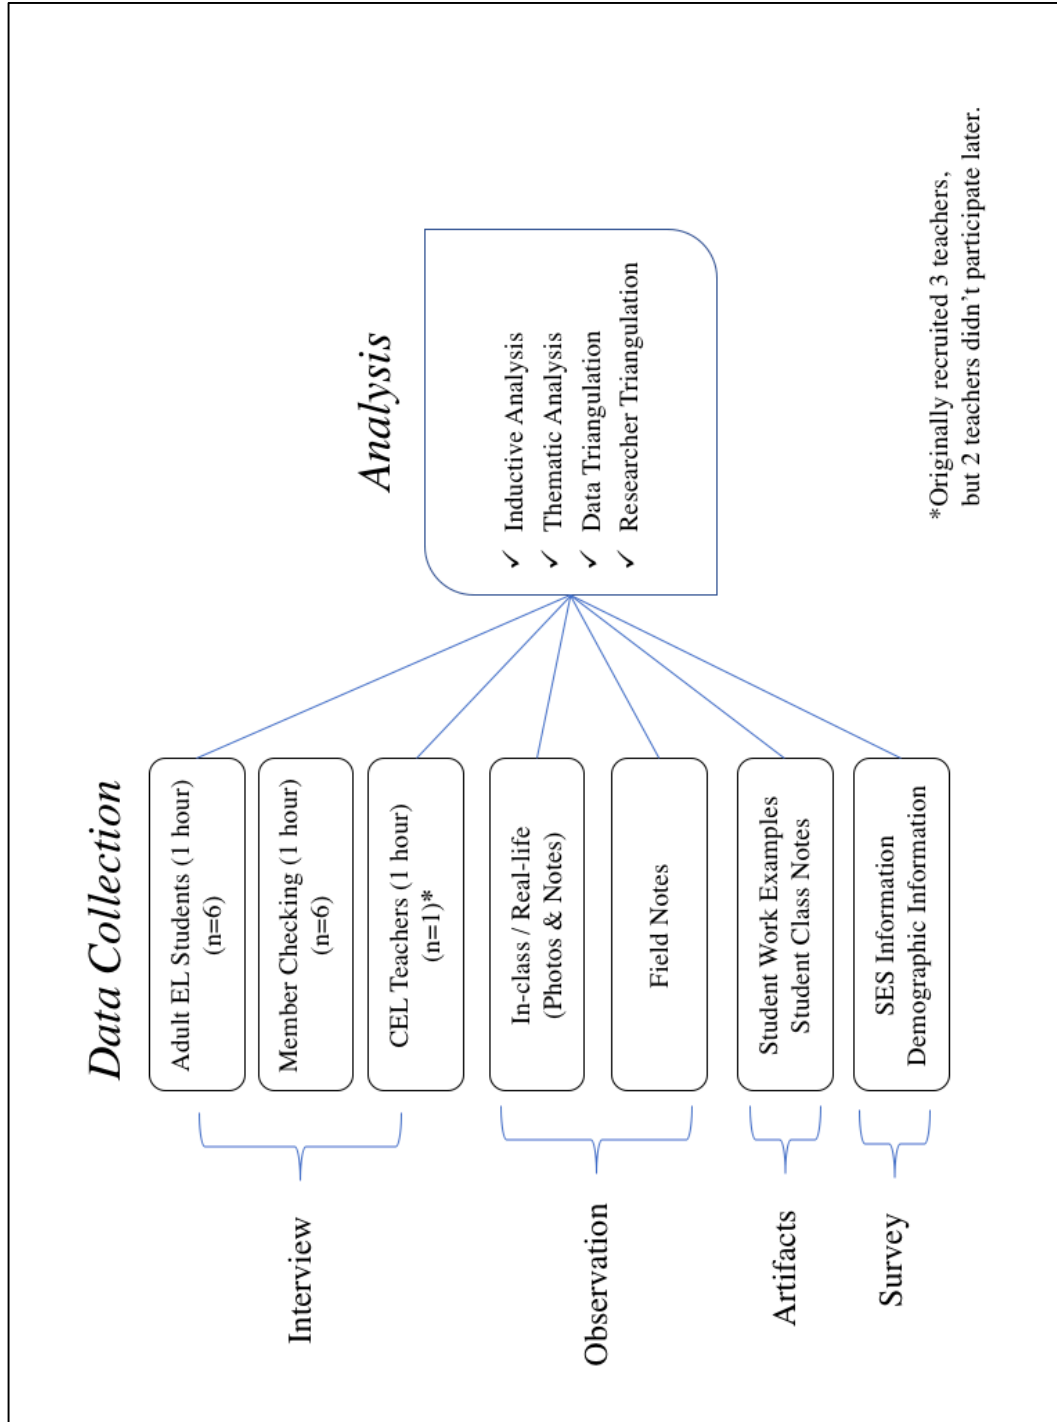 Data Collection
Analysis
Interview
Adult EL Students (1 hour)
(n=6)
Member Checking (1 hour)
(n=6)
CEL Teachers (1 hour)
(n=1)*
Observation
In-class / Real-life
(Photos & Notes)
Field Notes
Artifacts
Student Work Examples
Student Class Notes
Survey
SES Information
Demographic Information
✓ Inductive Analysis
✓ Thematic Analysis
✓ Data Triangulation
✓ Researcher Triangulation
*Originally recruited 3 teachers,
but 2 teachers didn't participate later.